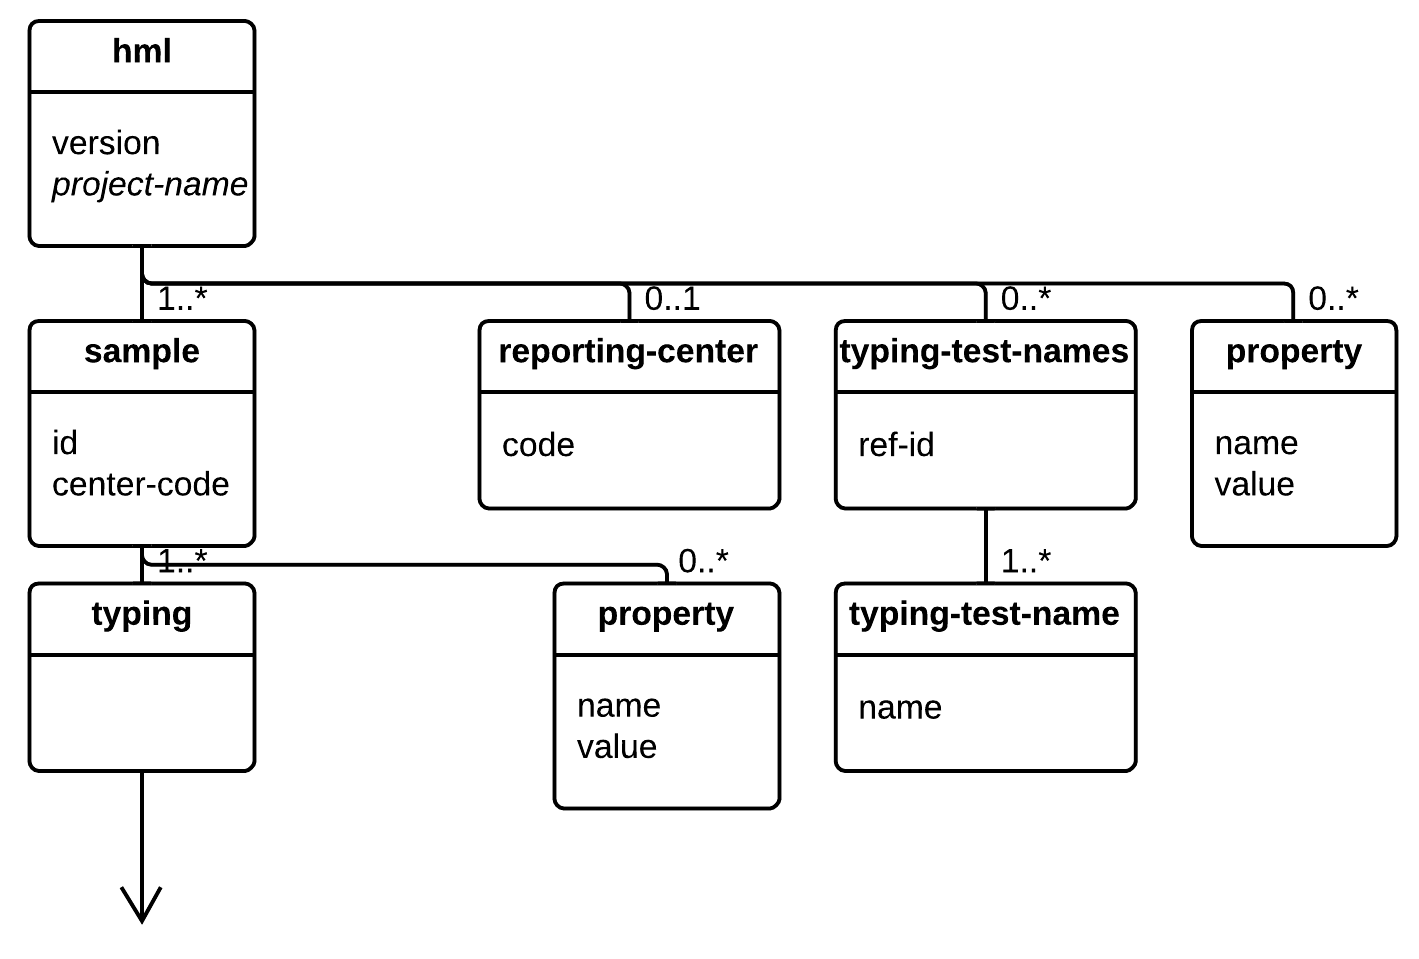 hml
version
project-name
1..*
0..1
0..*
0..*
sample
id
center-code
reporting-center
code
typing-test-names
ref-id
property
name
value
1..*
0..*
1..*
typing
property
name
value
typing-test-name
name